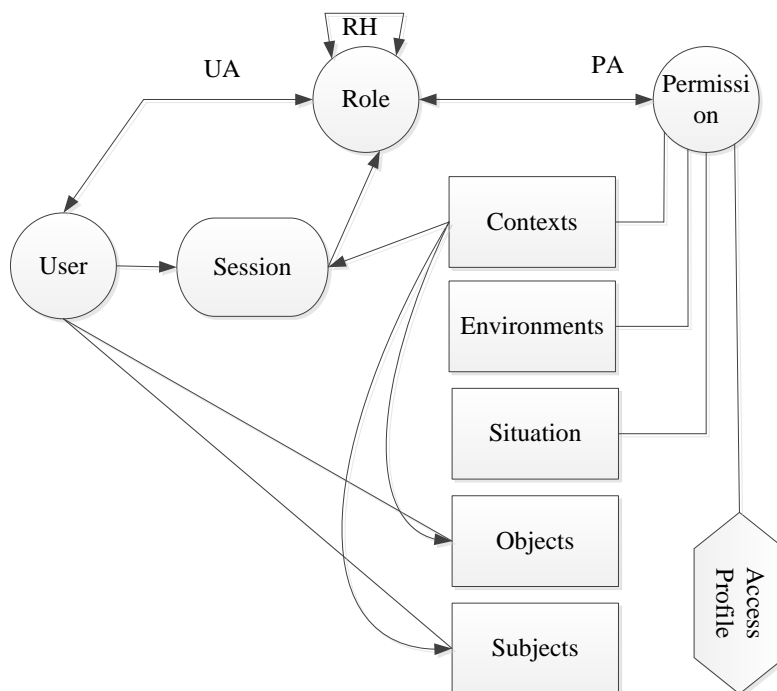 RH
UA
PA
Role
Permissi
on
Contexts
User
Session
Environments
Situation
Objects
Access
Profile
Subjects